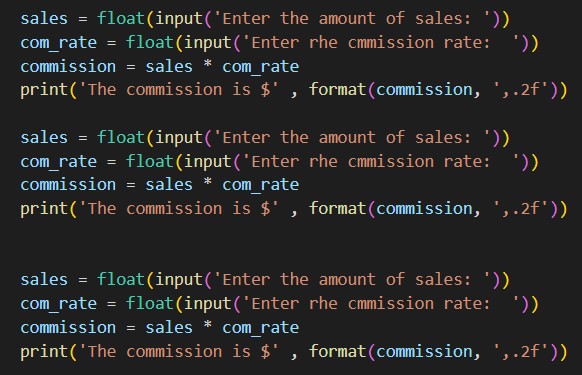 sales = float(input('Enter the amount of sales: '))
com_rate = float(input('Enter rhe cmmission rate:  '))
commission = sales * com_rate
print('The commission is $' , format(commission, ',.2f'))
sales = float(input('Enter the amount of sales: '))
com_rate = float(input('Enter rhe cmmission rate:  '))
commission = sales * com_rate
print('The commission is $' , format(commission, ',.2f'))
sales = float(input('Enter the amount of sales: '))
com_rate = float(input('Enter rhe cmmission rate:  '))
commission = sales * com_rate
print('The commission is $' , format(commission, ',.2f'))